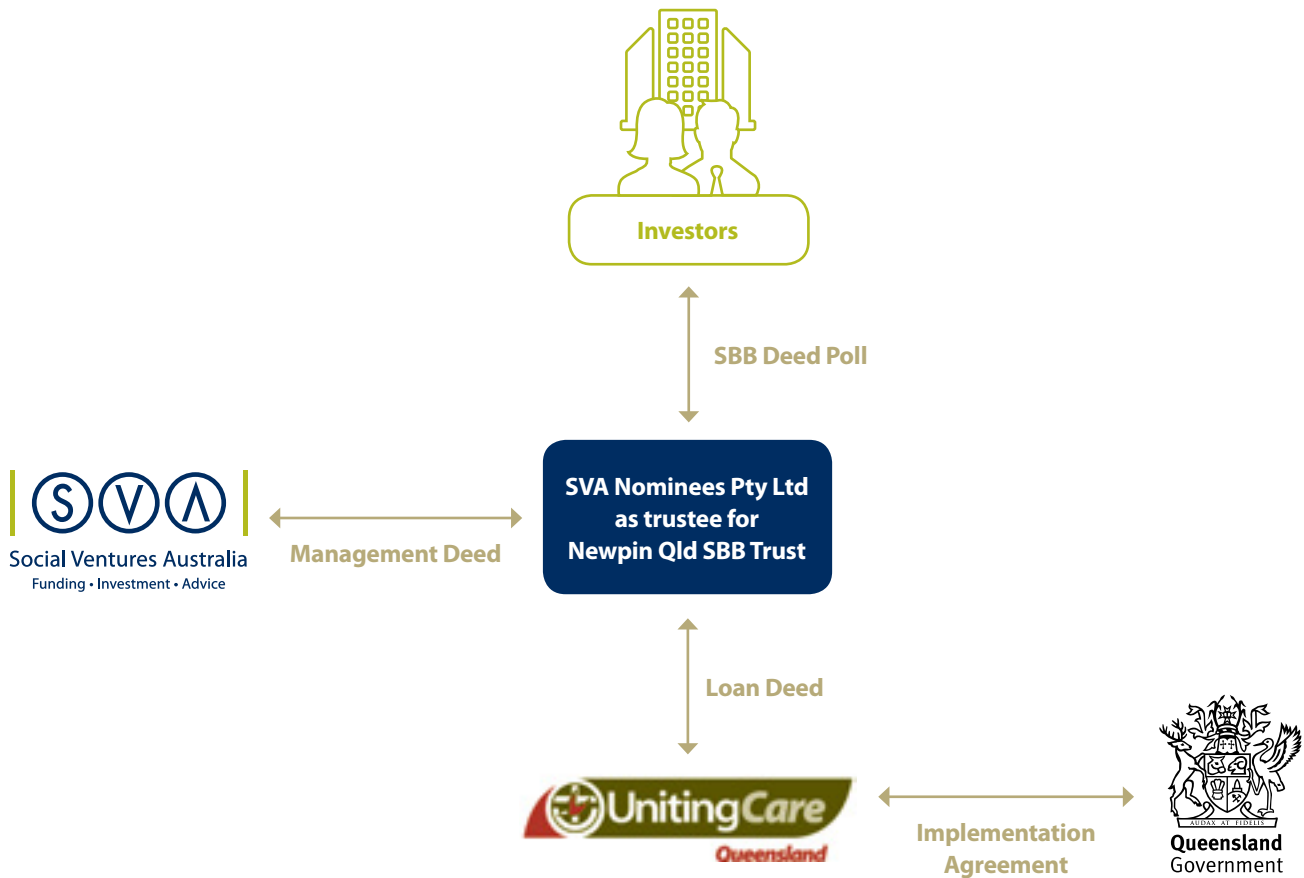 Investors
SBB Deed Poll
SVA
Social Ventures Australia
Funding • Investment • Advice
Management Deed
SVA Nominees Pty Ltd
as trustee for
Newpin Qld SBB Trust
Loan Deed
UnitingCare
Queensland
Implementation
Agreement
AUDAX AT FIDELIS
Queensland
Government